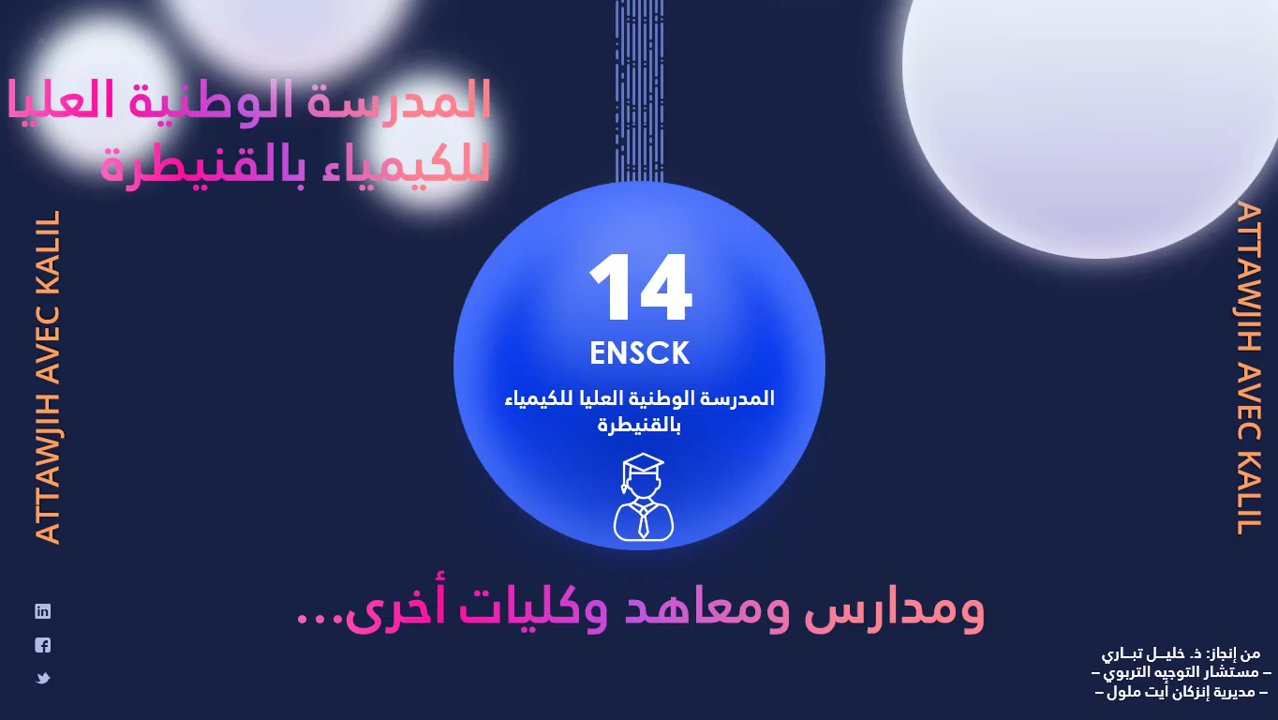 المدرسة الوطنية العليا
للكيمياء بالقنيطرة
ATTAWJIH AVEC KALIL
14
ENSCK
المدرسة الوطنية العليا للكيمياء
بالقنيطرة
ATTAWJIH AVEC KALIL
ومدارس ومعاهد وكليات أخرى...
من إنجاز: ذ. خليـل تبـاري
– مستشار التوجيه التربوي –
– مديرية إنزكان أيت ملول –